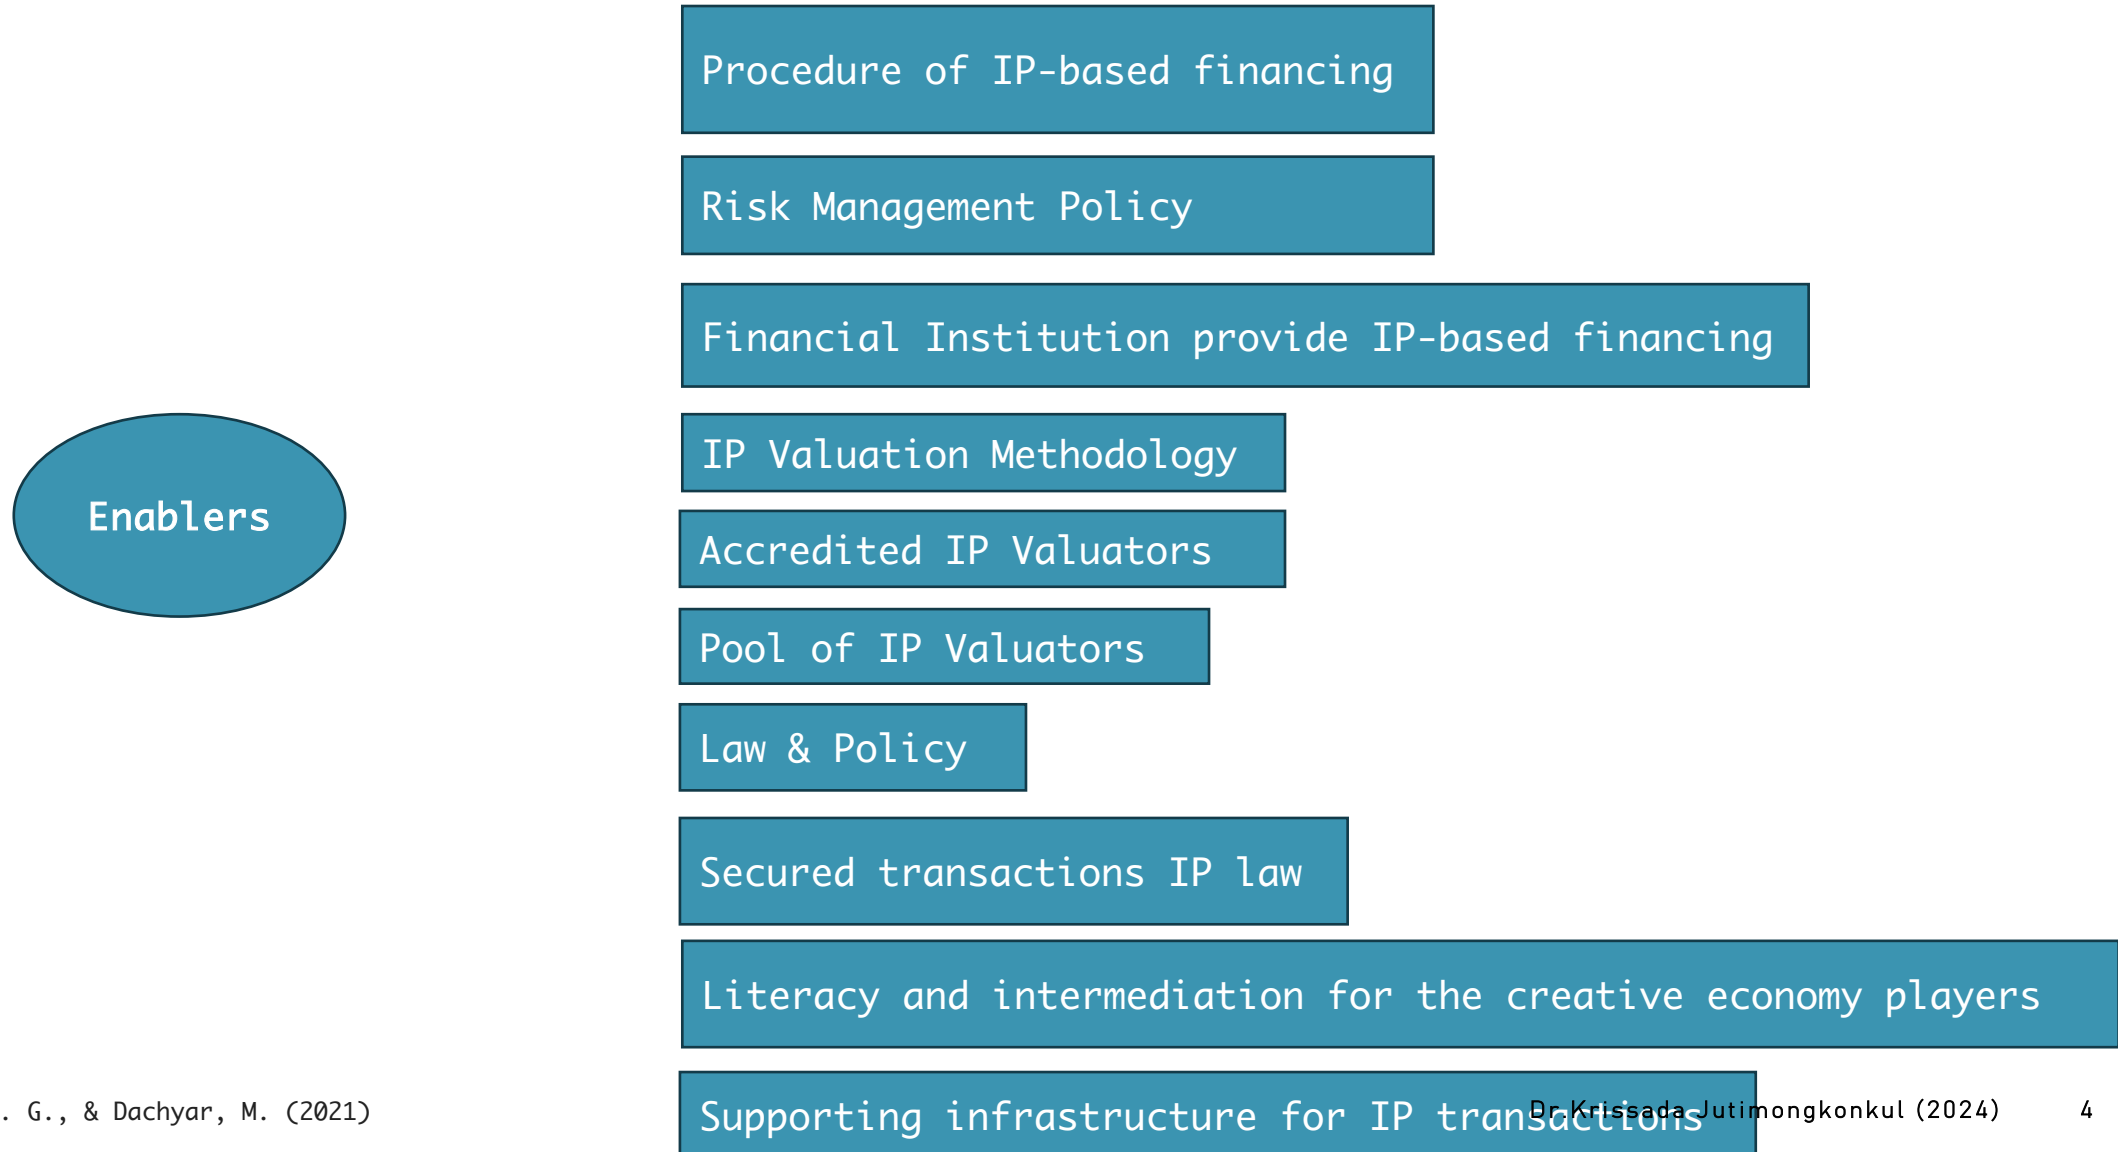 Procedure of IP-based financing
Risk Management Policy
Financial Institution provide IP-based financing
IP Valuation Methodology
Enablers
Accredited IP Valuators
Pool of IP Valuators
Law & Policy
Secured transactions IP law
Literacy and intermediation for the creative economy players
. G., & Dachyar, M. (2021)
Supporting infrastructure for IP transactions
Dr.Krissada Jutimongkonkul (2024)
4